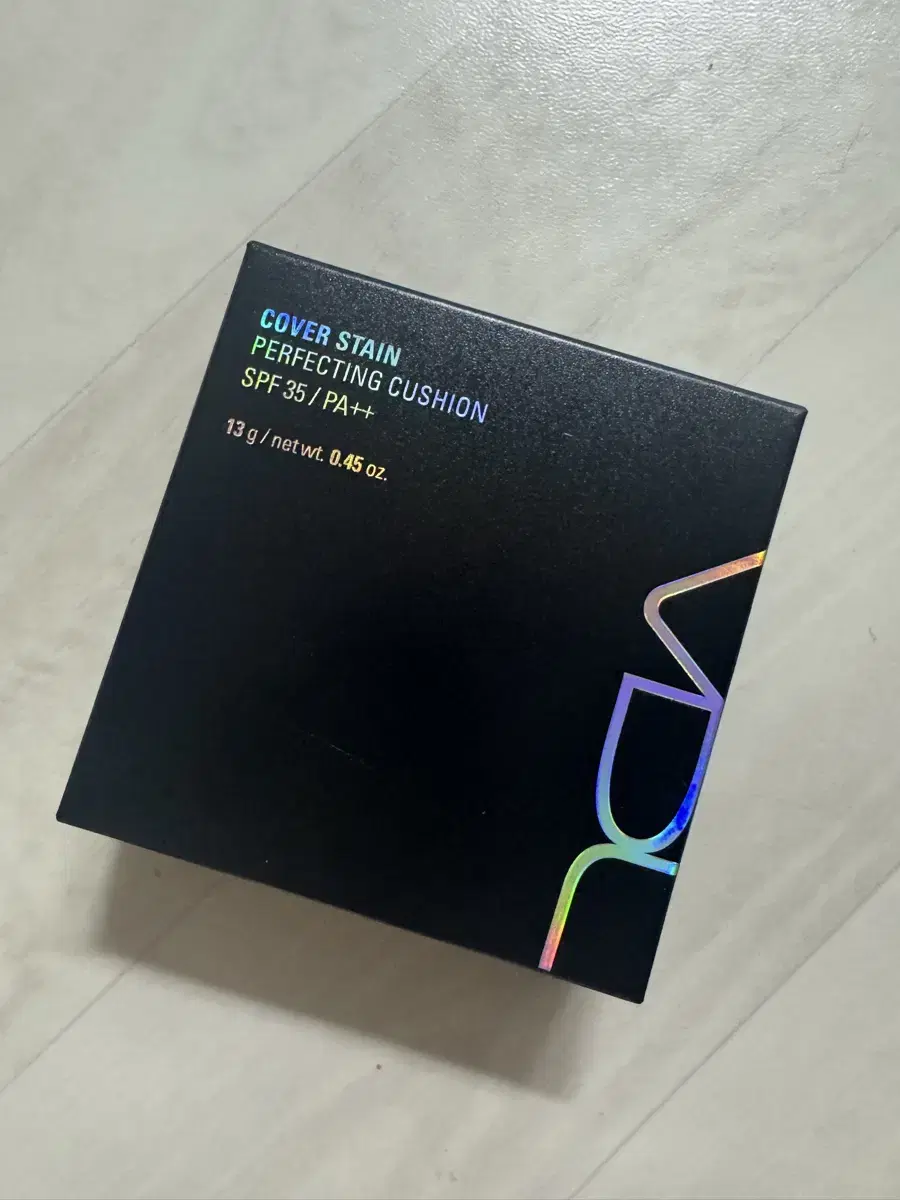 COVER STAIN
PERFECTING CUSHION
SPF 35 / PA++
13 g / net wt. 0.45 oz.
VDL